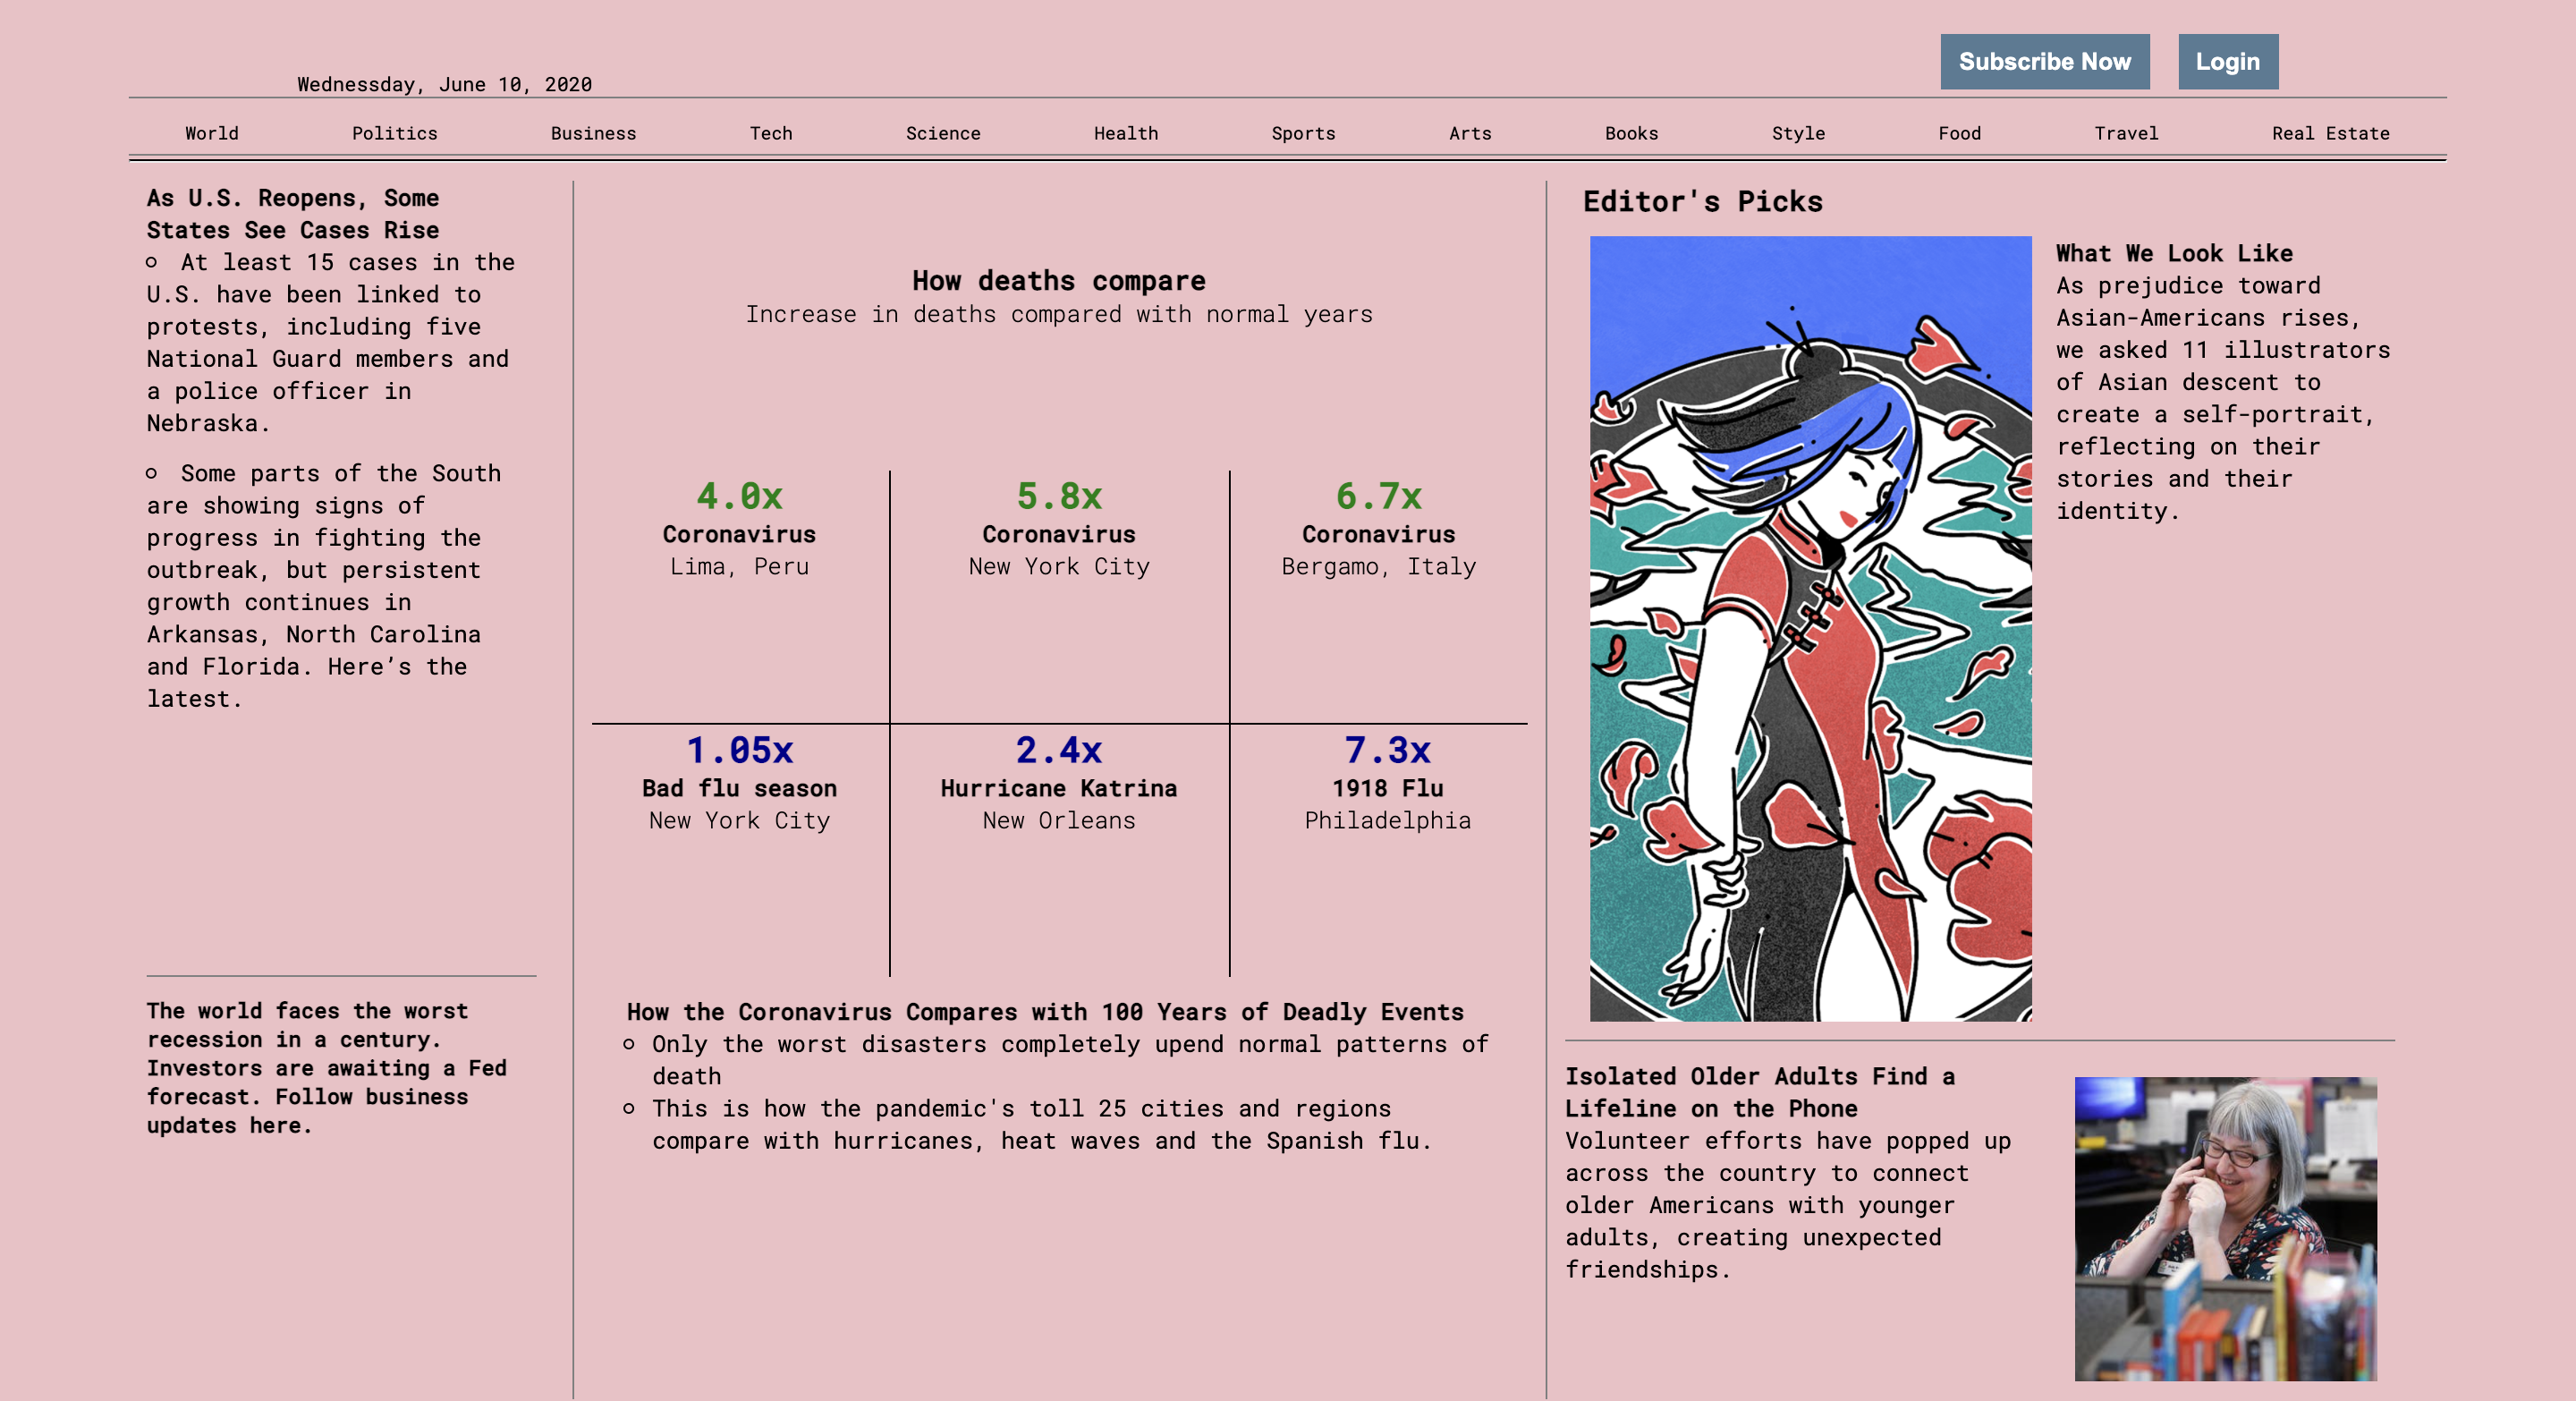 Subscribe Now
Login
Wednessday, June 10, 2020
World
Politics
Business
Tech
Science
Health
Sports
Arts
Books
Style
Food
Travel
Real Estate
As U.S. Reopens, Some
States See Cases Rise
At least 15 cases in the
U.S. have been linked to
protests, including five
National Guard members and
a police officer in
Nebraska.
Some parts of the South
are showing signs of
progress in fighting the
outbreak, but persistent
growth continues in
Arkansas, North Carolina
and Florida. Here’s the
latest.
The world faces the worst
recession in a century.
Investors are awaiting a Fed
forecast. Follow business
updates here.
How deaths compare
Increase in deaths compared with normal years
4.0x
Coronavirus
Lima, Peru
5.8x
Coronavirus
New York City
6.7x
Coronavirus
Bergamo, Italy
1.05x
Bad flu season
New York City
2.4x
Hurricane Katrina
New Orleans
7.3x
1918 Flu
Philadelphia
How the Coronavirus Compares with 100 Years of Deadly Events
Only the worst disasters completely upend normal patterns of
death
This is how the pandemic's toll 25 cities and regions
compare with hurricanes, heat waves and the Spanish flu.
Editor's Picks
What We Look Like
As prejudice toward
Asian-Americans rises,
we asked 11 illustrators
of Asian descent to
create a self-portrait,
reflecting on their
stories and their
identity.
Isolated Older Adults Find a
Lifeline on the Phone
Volunteer efforts have popped up
across the country to connect
older Americans with younger
adults, creating unexpected
friendships.